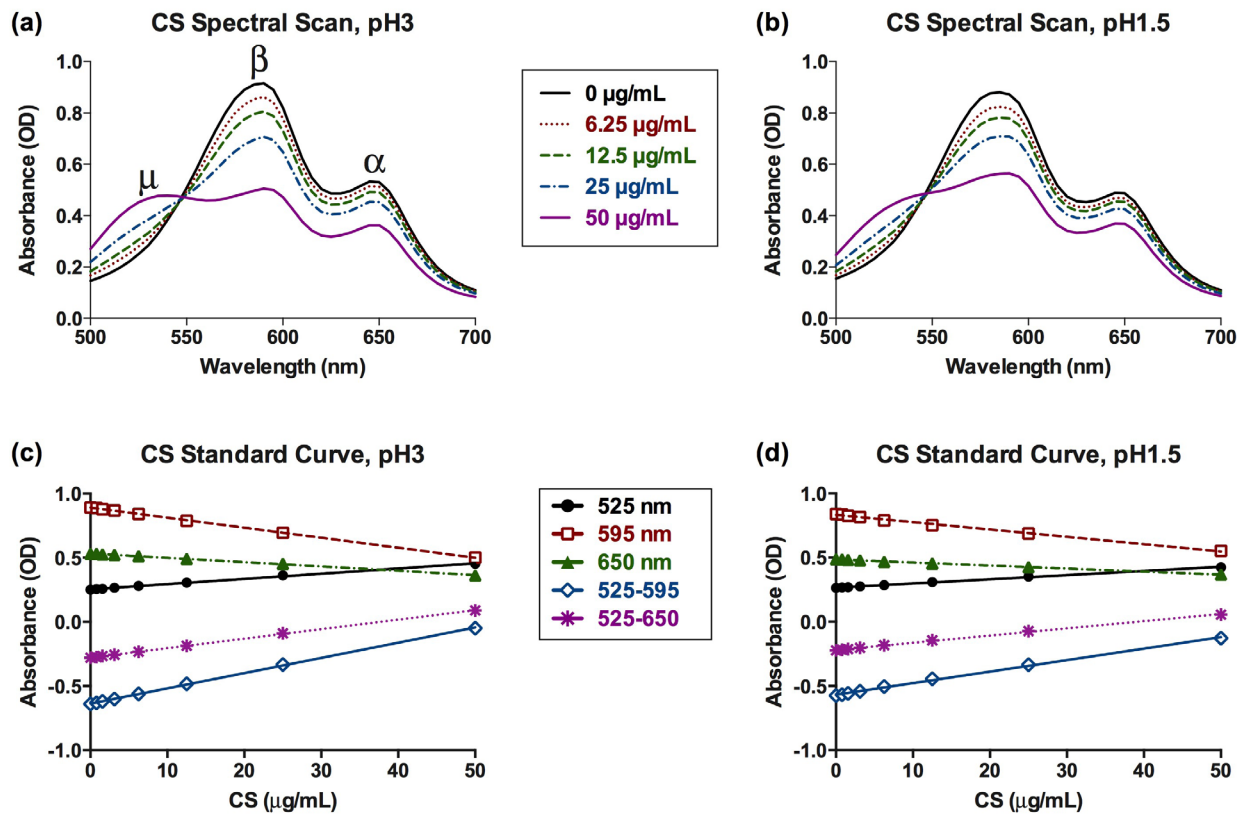 (a) CS Spectral Scan, pH3
β
μ
α
Absorbance (OD)
1.0
0.8
0.6
0.4
0.2
0.0
500 550 600 650 700
Wavelength (nm)
0 μg/mL
6.25 μg/mL
12.5 μg/mL
25 μg/mL
50 μg/mL
(b) CS Spectral Scan, pH1.5
Absorbance (OD)
1.0
0.8
0.6
0.4
0.2
0.0
500 550 600 650 700
Wavelength (nm)
(c) CS Standard Curve, pH3
Absorbance (OD)
1.0
0.5
0.0
-0.5
-1.0
0 10 20 30 40 50
CS (μg/mL)
525 nm
595 nm
650 nm
525-595
525-650
(d) CS Standard Curve, pH1.5
Absorbance (OD)
1.0
0.5
0.0
-0.5
-1.0
0 10 20 30 40 50
CS (μg/mL)